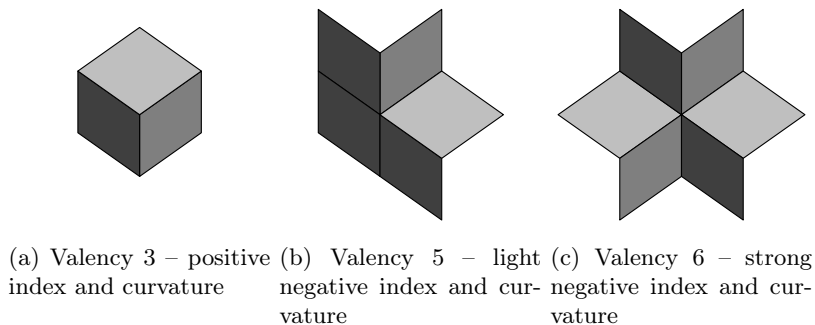 (a) Valency 3 – positive
index and curvature
(b) Valency 5 – light
negative index and cur-
vature
(c) Valency 6 – strong
negative index and cur-
vature